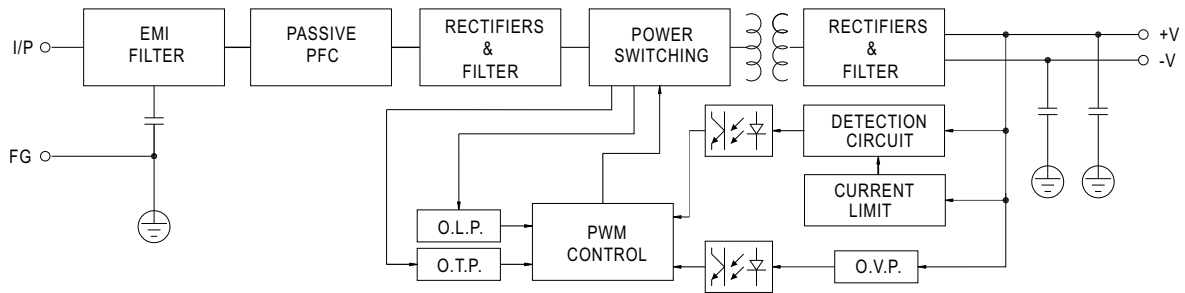 I/P
EMI
FILTER
PASSIVE
PFC
RECTIFIERS
&
FILTER
POWER
SWITCHING
RECTIFIERS
&
FILTER
+V
-V
DETECTION
CIRCUIT
FG
CURRENT
LIMIT
O.L.P.
PWM
CONTROL
O.T.P.
O.V.P.